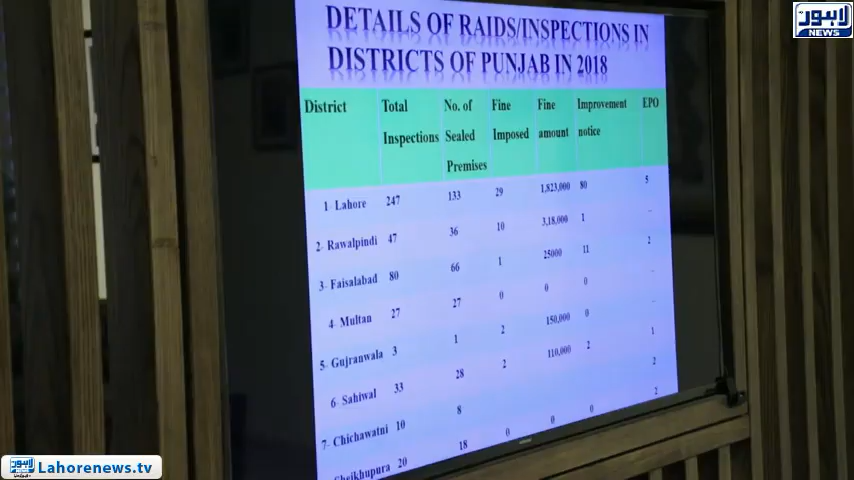 لاہور
NEWS
DETAILS OF RAIDS/INSPECTIONS IN
DISTRICTS OF PUNJAB IN 2018
District Total Inspections No. of Sealed Premises Fine Imposed Fine amount Improvement notice EPO
1- Lahore 247 133 29 1,823,000 80 5
2- Rawalpindi 47 36 10 3,18,000 1 -
3- Faisalabad 80 66 1 25000 11 2
4- Multan 27 27 0 0 0 -
5- Gujranwala 3 1 2 150,000 0 -
6- Sahiwal 33 28 2 110,000 2 1
7- Chichawatni 10 8 2
Sheikhupura 20 18 0 0 0 2
لاہور Lahorenews.tv